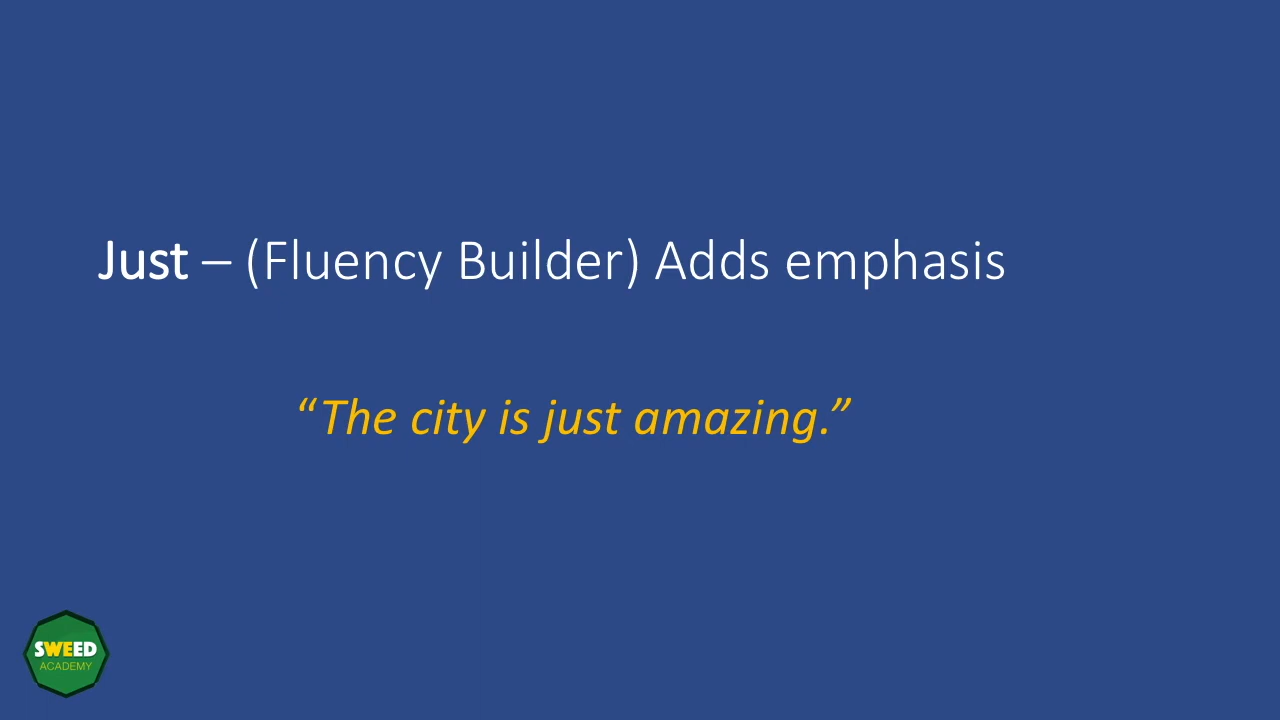 Just – (Fluency Builder) Adds emphasis
“The city is just amazing.”
SWEED
ACADEMY